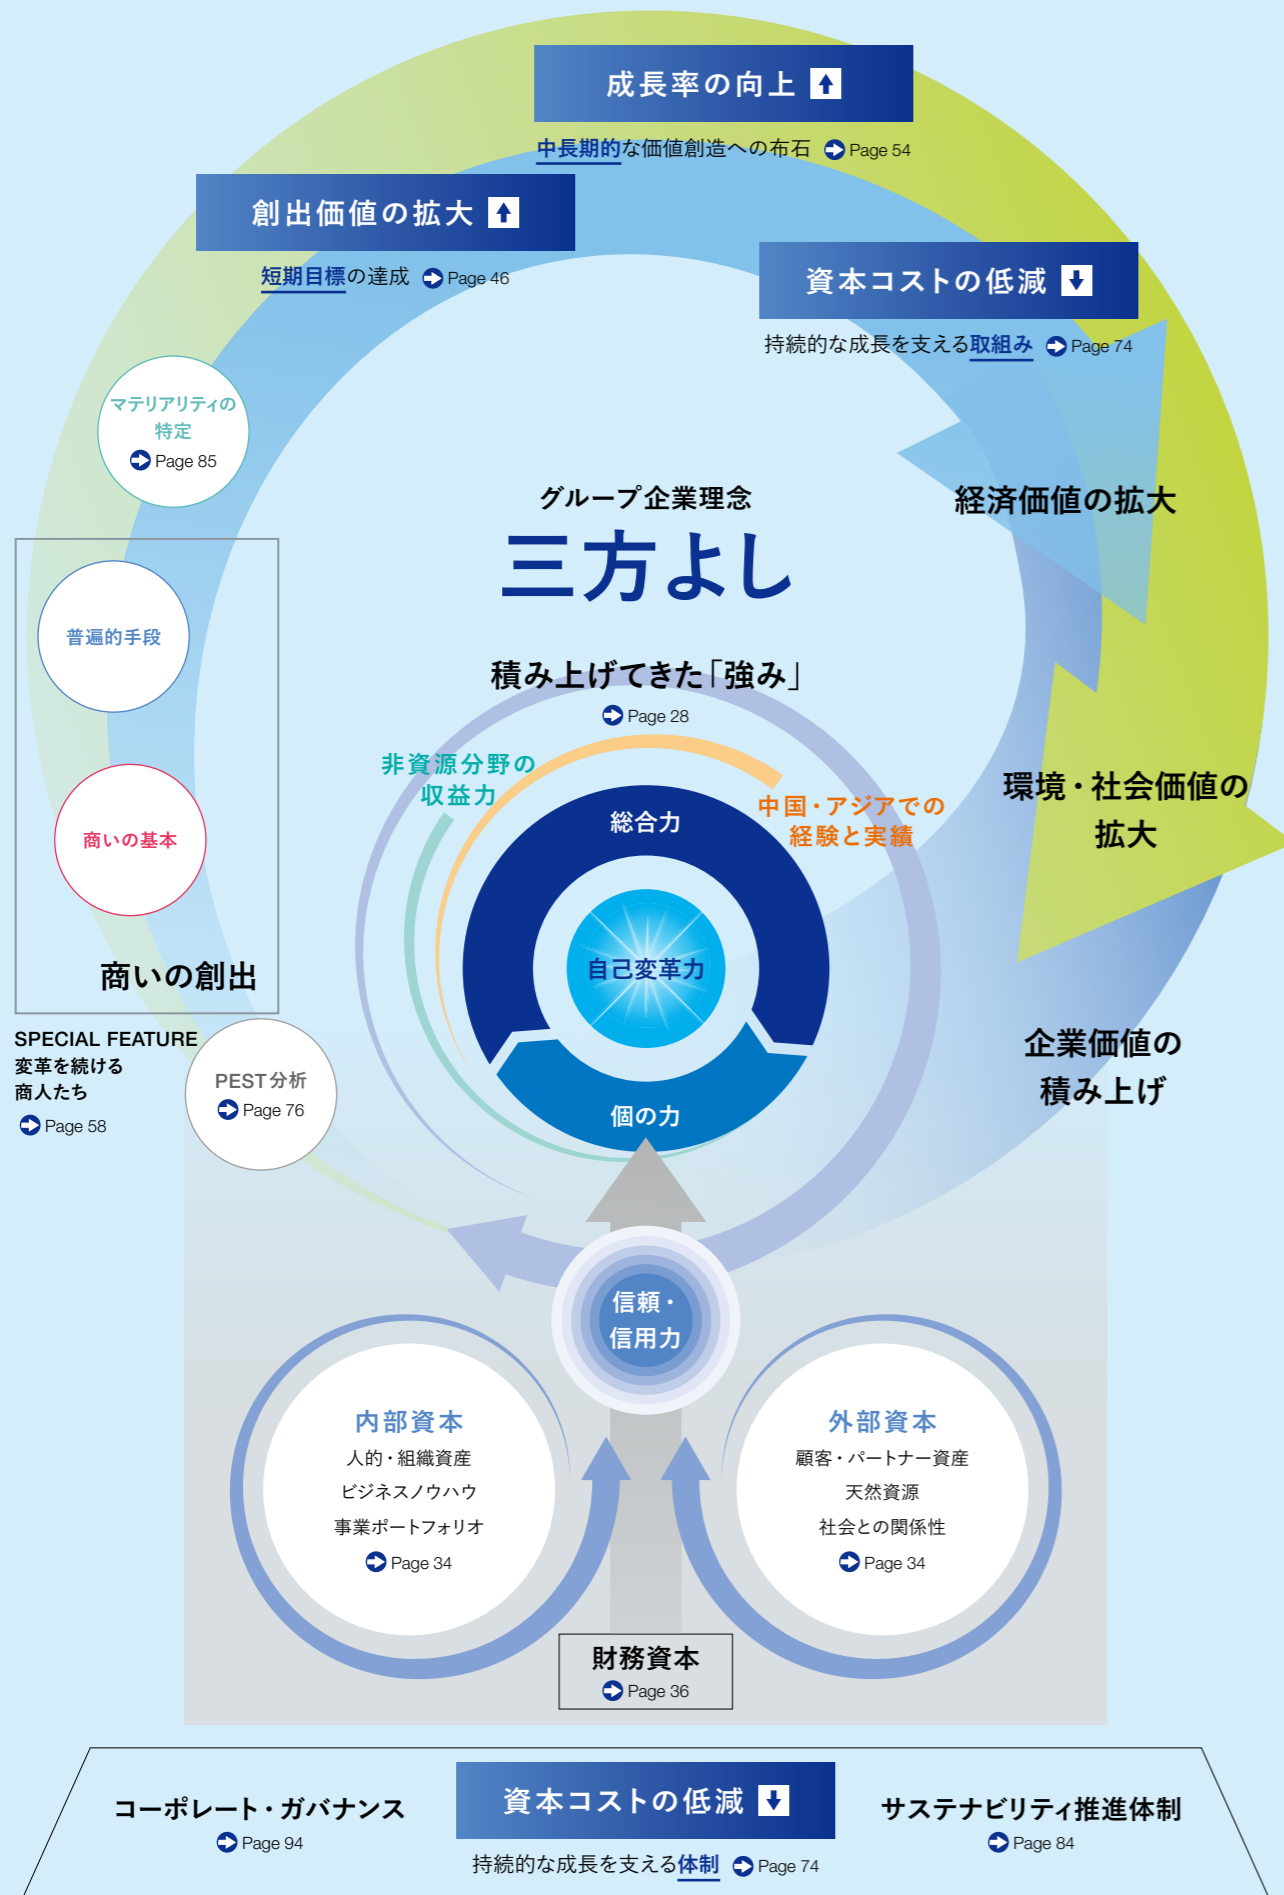 成長率の向上
中長期的な価値創造への布石 Page 54
創出価値の拡大
短期目標の達成 Page 46
資本コストの低減
持続的な成長を支える取組み Page 74
マテリアリティの
特定
Page 85
グループ企業理念
三方よし
経済価値の拡大
普遍的手段
積み上げてきた「強み」
Page 28
非資源分野の
収益力
中国・アジアでの
経験と実績
環境・社会価値の
拡大
総合力
商いの基本
自己変革力
商いの創出
SPECIAL FEATURE
変革を続ける
商人たち
Page 58
PEST分析
Page 76
企業価値の
積み上げ
個の力
信頼・
信用力
内部資本
人的・組織資産
ビジネスノウハウ
事業ポートフォリオ
Page 34
外部資本
顧客・パートナー資産
天然資源
社会との関係性
Page 34
財務資本
Page 36
コーポレート・ガバナンス
Page 94
資本コストの低減
持続的な成長を支える体制 Page 74
サステナビリティ推進体制
Page 84